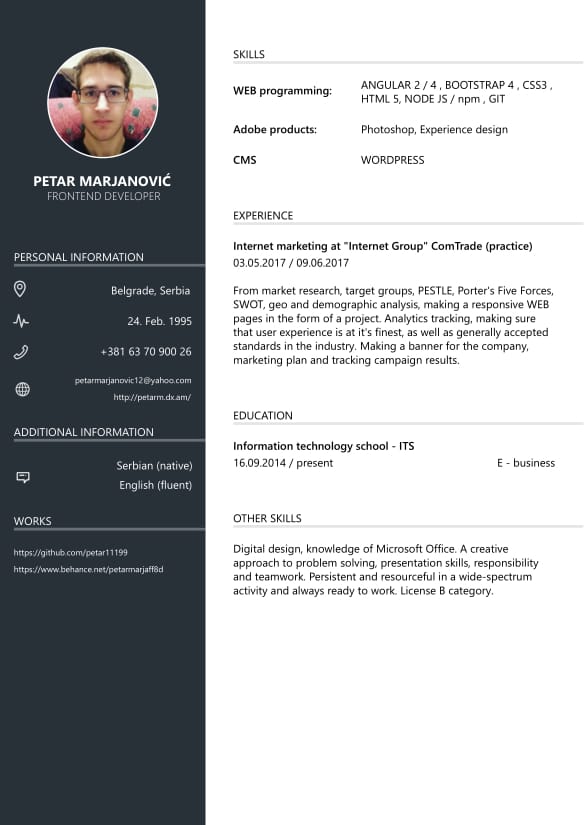 PETAR MARJANOVIĆ
FRONTEND DEVELOPER
PERSONAL INFORMATION
Belgrade, Serbia
24. Feb. 1995
+381 63 70 900 26
petarmarjanovic12@yahoo.com
http://petarm.dx.am/
ADDITIONAL INFORMATION
Serbian (native)
English (fluent)
WORKS
https://github.com/petar11199
https://www.behance.net/petarmarjaff8d
SKILLS
WEB programming: ANGULAR 2 / 4 , BOOTSTRAP 4 , CSS3 ,
HTML 5, NODE JS / npm , GIT
Adobe products: Photoshop, Experience design
CMS WORDPRESS
EXPERIENCE
Internet marketing at "Internet Group" ComTrade (practice)
03.05.2017 / 09.06.2017
From market research, target groups, PESTLE, Porter's Five Forces,
SWOT, geo and demographic analysis, making a responsive WEB
pages in the form of a project. Analytics tracking, making sure
that user experience is at it's finest, as well as generally accepted
standards in the industry. Making a banner for the company,
marketing plan and tracking campaign results.
EDUCATION
Information technology school - ITS
16.09.2014 / present E - business
OTHER SKILLS
Digital design, knowledge of Microsoft Office. A creative
approach to problem solving, presentation skills, responsibility
and teamwork. Persistent and resourceful in a wide-spectrum
activity and always ready to work. License B category.